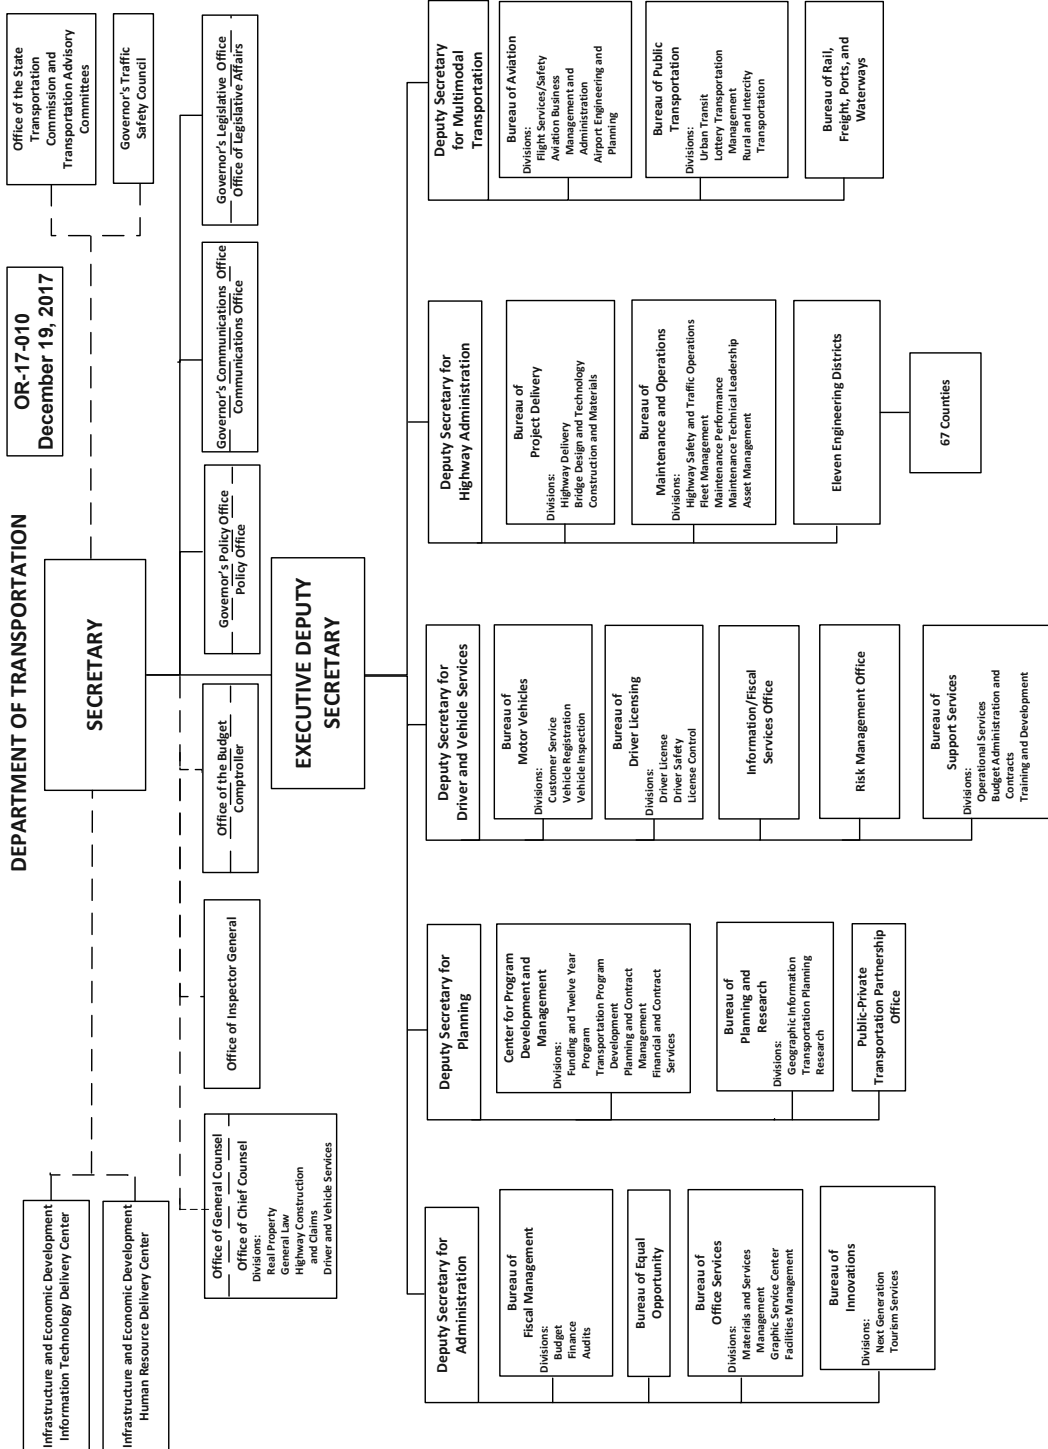 DEPARTMENT OF TRANSPORTATION
OR-17-010
December 19, 2017
Infrastructure and Economic Development
Information Technology Delivery Center
Infrastructure and Economic Development
Human Resource Delivery Center
SECRETARY
Office of the State
Transportation
Commission and
Transportation Advisory
Committees
Governor's Traffic
Safety Council
Office of General Counsel
Office of Chief Counsel
Divisions:
Real Property
General Law
Highway Construction
and Claims
Driver and Vehicle Services
Office of Inspector General
Office of the Budget
Comptroller
Governor's Policy Office
Policy Office
Governor's Communications Office
Communications Office
Governor's Legislative Office
Office of Legislative Affairs
EXECUTIVE DEPUTY
SECRETARY
Deputy Secretary for
Administration
Bureau of
Fiscal Management
Divisions:
Budget
Finance
Audits
Bureau of Equal
Opportunity
Bureau of
Office Services
Divisions:
Materials and Services
Management
Graphic Service Center
Facilities Management
Bureau of
Innovations
Divisions:
Next Generation
Tourism Services
Deputy Secretary for
Planning
Center for Program
Development and
Management
Divisions:
Funding and Twelve Year
Program
Transportation Program
Development
Planning and Contract
Management
Financial and Contract
Services
Bureau of
Planning and
Research
Divisions:
Geographic Information
Transportation Planning
Research
Public-Private
Transportation Partnership
Office
Deputy Secretary for
Driver and Vehicle Services
Bureau of
Motor Vehicles
Divisions:
Customer Service
Vehicle Registration
Vehicle Inspection
Bureau of
Driver Licensing
Divisions:
Driver License
Driver Safety
License Control
Information/Fiscal
Services Office
Risk Management Office
Bureau of
Support Services
Divisions:
Operational Services
Budget Administration and
Contracts
Training and Development
Deputy Secretary for
Highway Administration
Bureau of
Project Delivery
Divisions:
Highway Delivery
Bridge Design and Technology
Construction and Materials
Bureau of
Maintenance and Operations
Divisions:
Highway Safety and Traffic Operations
Fleet Management
Maintenance Performance
Maintenance Technical Leadership
Asset Management
Eleven Engineering Districts
67 Counties
Deputy Secretary
for Multimodal
Transportation
Bureau of Aviation
Divisions:
Flight Services/Safety
Aviation Business
Management and
Administration
Airport Engineering and
Planning
Bureau of Public
Transportation
Divisions:
Urban Transit
Lottery Transportation
Management
Rural and Intercity
Transportation
Bureau of Rail,
Freight, Ports, and
Waterways